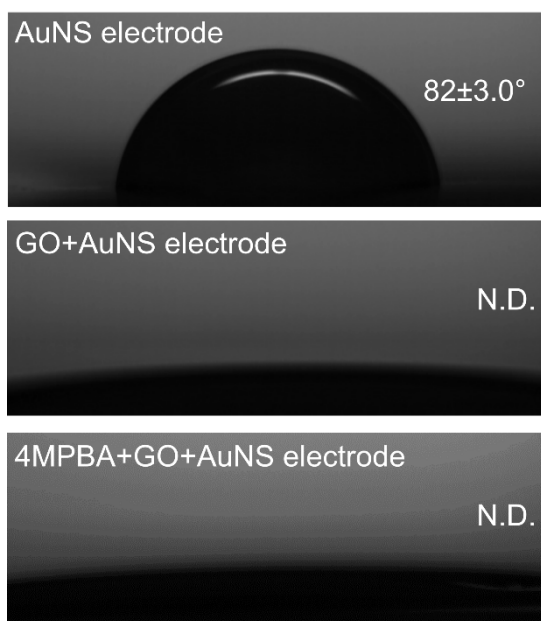 AuNS electrode
82±3.0°
GO+AuNS electrode
N.D.
4MPBA+GO+AuNS electrode
N.D.